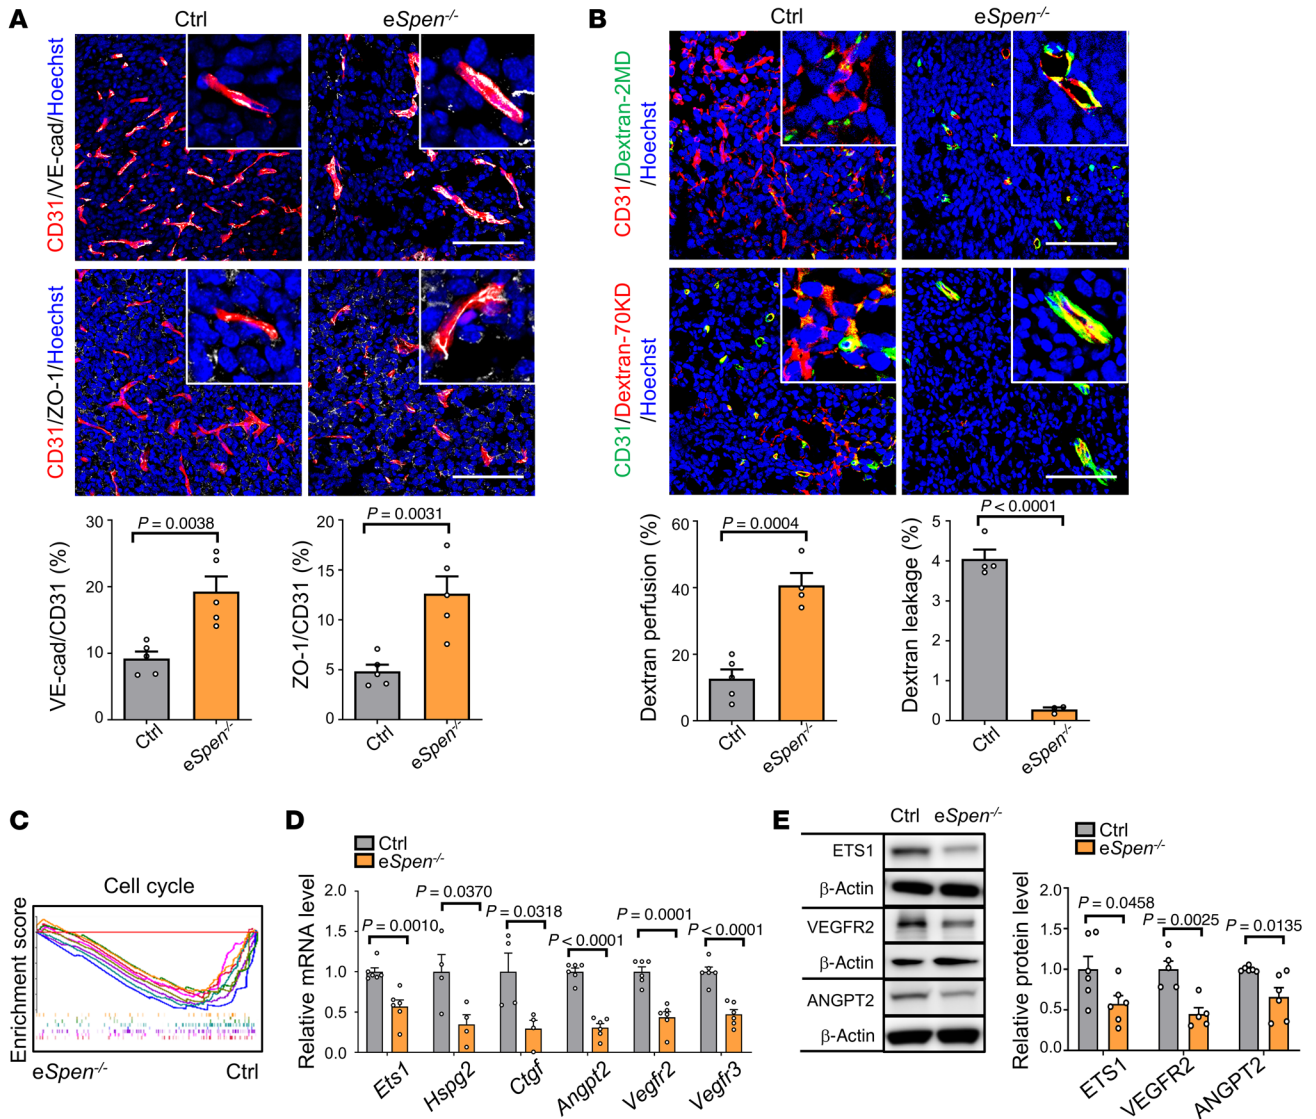 A
Ctrl
eSpen-/-
CD31/VE-cad/Hoechst
CD31/ZO-1/Hoechst
30
20
10
0
VE-cad/CD31 (%)
P = 0.0038
Ctrl
eSpen-/-
20
15
10
5
0
ZO-1/CD31 (%)
P = 0.0031
Ctrl
eSpen-/-
B
Ctrl
eSpen-/-
CD31/Dextran-2MD
/Hoechst
CD31/Dextran-70KD
/Hoechst
60
40
20
0
Dextran perfusion (%)
P = 0.0004
Ctrl
eSpen-/-
5
4
3
2
1
0
Dextran leakage (%)
P < 0.0001
Ctrl
eSpen-/-
C
Cell cycle
Enrichment score
eSpen-/-
Ctrl
D
Ctrl
eSpen-/-
Relative mRNA level
2.0
1.5
1.0
0.5
0.0
P = 0.0010
P = 0.0370
P = 0.0318
P < 0.0001
P = 0.0001
P < 0.0001
Ets1
Hspg2
Ctgf
Angpt2
Vegfr2
Vegfr3
E
Ctrl
eSpen-/-
ETS1
β-Actin
VEGFR2
β-Actin
ANGPT2
β-Actin
Ctrl
eSpen-/-
Relative protein level
2.0
1.5
1.0
0.5
0.0
P = 0.0458
P = 0.0025
P = 0.0135
ETS1
VEGFR2
ANGPT2